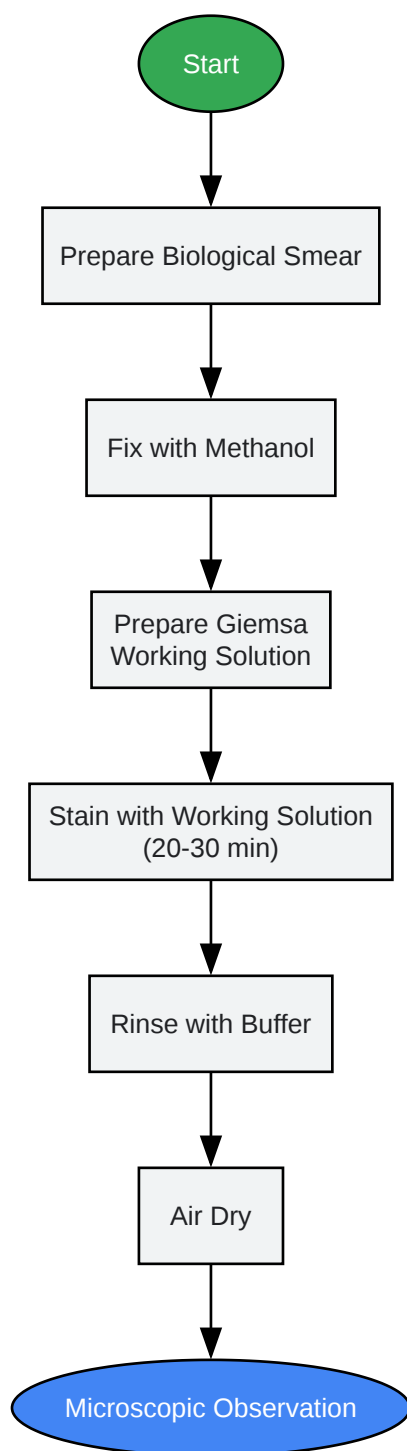 Start
Prepare Biological Smear
Fix with Methanol
Prepare Giemsa
Working Solution
Stain with Working Solution
(20-30 min)
Rinse with Buffer
Air Dry
Microscopic Observation